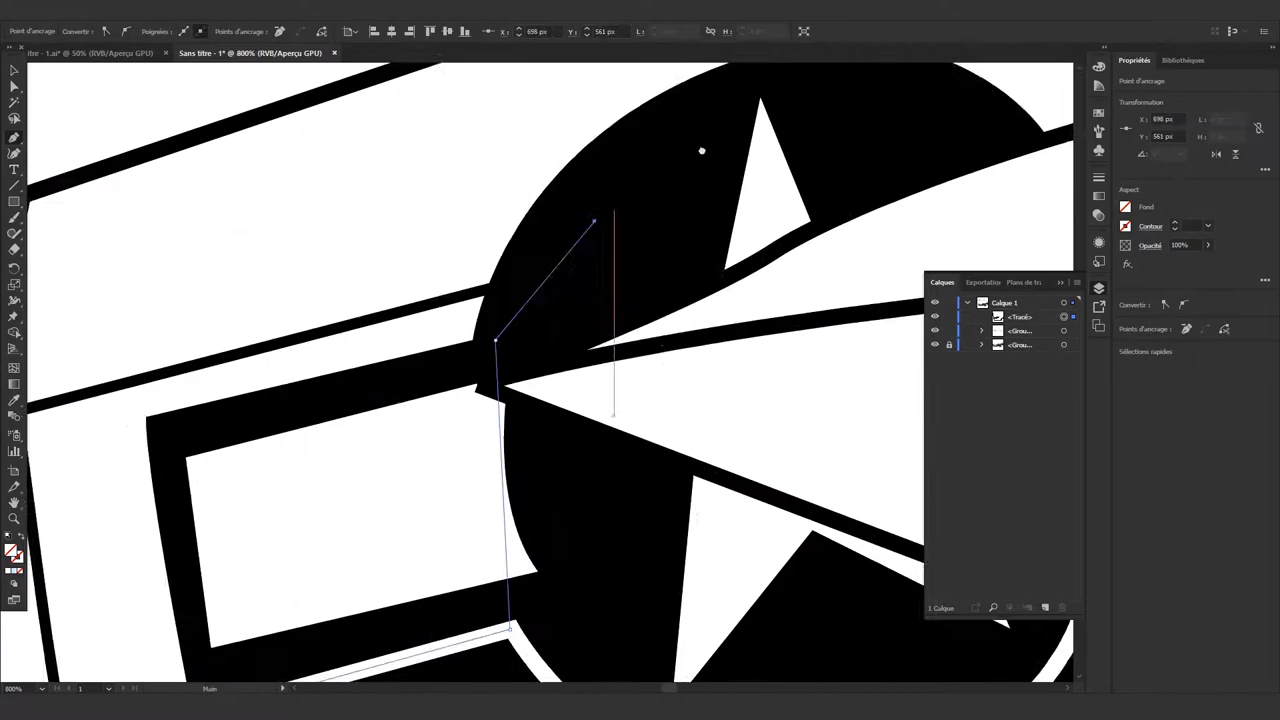 Point d'ancrage Convertir : Poignées : Points d'ancrage : X : 698 px Y : 561 px L : H :
itre - 1.ai* @ 50% (RVB/Aperçu GPU) × Sans titre - 1* @ 800% (RVB/Aperçu GPU) ×
Propriétés Bibliothèques
Point d'ancrage
Transformation
X : 698 px L :
Y : 561 px H :
Aspect
Fond
Contour
Opacité 100%
fx.
Calques Exportation Plans de tra
Calque 1
<Tracé>
<Grou...
<Grou...
Convertir :
Points d'ancrage :
Sélections rapides
1 Calque
800% 1 Main